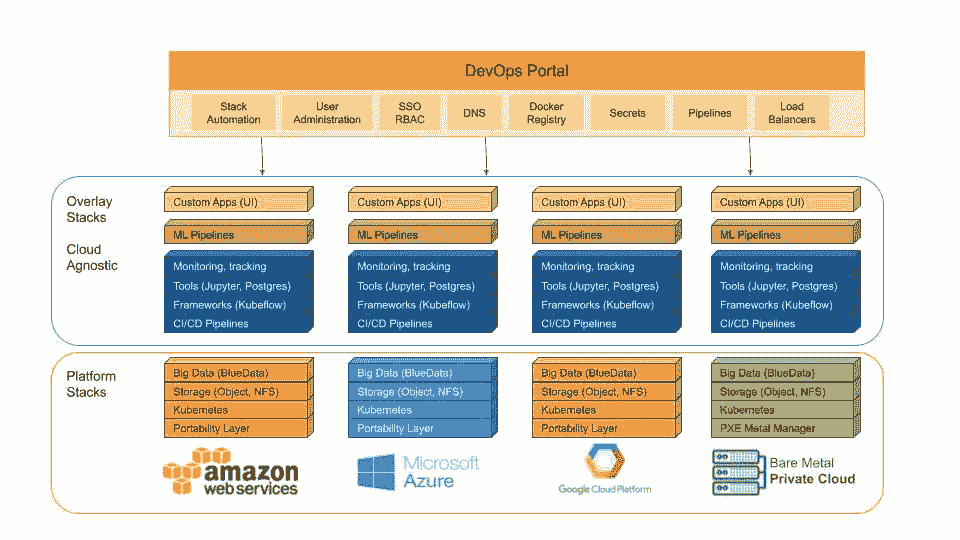 DevOps Portal
Stack
Automation
User
Administration
SSO
RBAC
DNS
Docker
Registry
Secrets
Pipelines
Load
Balancers
Overlay
Stacks
Cloud
Agnostic
Custom Apps (UI)
ML Pipelines
Monitoring, tracking
Tools (Jupyter, Postgres)
Frameworks (Kubeflow)
CI/CD Pipelines
Custom Apps (UI)
ML Pipelines
Monitoring, tracking
Tools (Jupyter, Postgres)
Frameworks (Kubeflow)
CI/CD Pipelines
Custom Apps (UI)
ML Pipelines
Monitoring, tracking
Tools (Jupyter, Postgres)
Frameworks (Kubeflow)
CI/CD Pipelines
Custom Apps (UI)
ML Pipelines
Monitoring, tracking
Tools (Jupyter, Postgres)
Frameworks (Kubeflow)
CI/CD Pipelines
Platform
Stacks
Big Data (BlueData)
Storage (Object, NFS)
Kubernetes
Portability Layer
amazon
web services
Big Data (BlueData)
Storage (Object, NFS)
Kubernetes
Portability Layer
Microsoft
Azure
Big Data (BlueData)
Storage (Object, NFS)
Kubernetes
Portability Layer
Google Cloud Platform
Big Data (BlueData)
Storage (Object, NFS)
Kubernetes
PXE Metal Manager
Bare Metal
Private Cloud